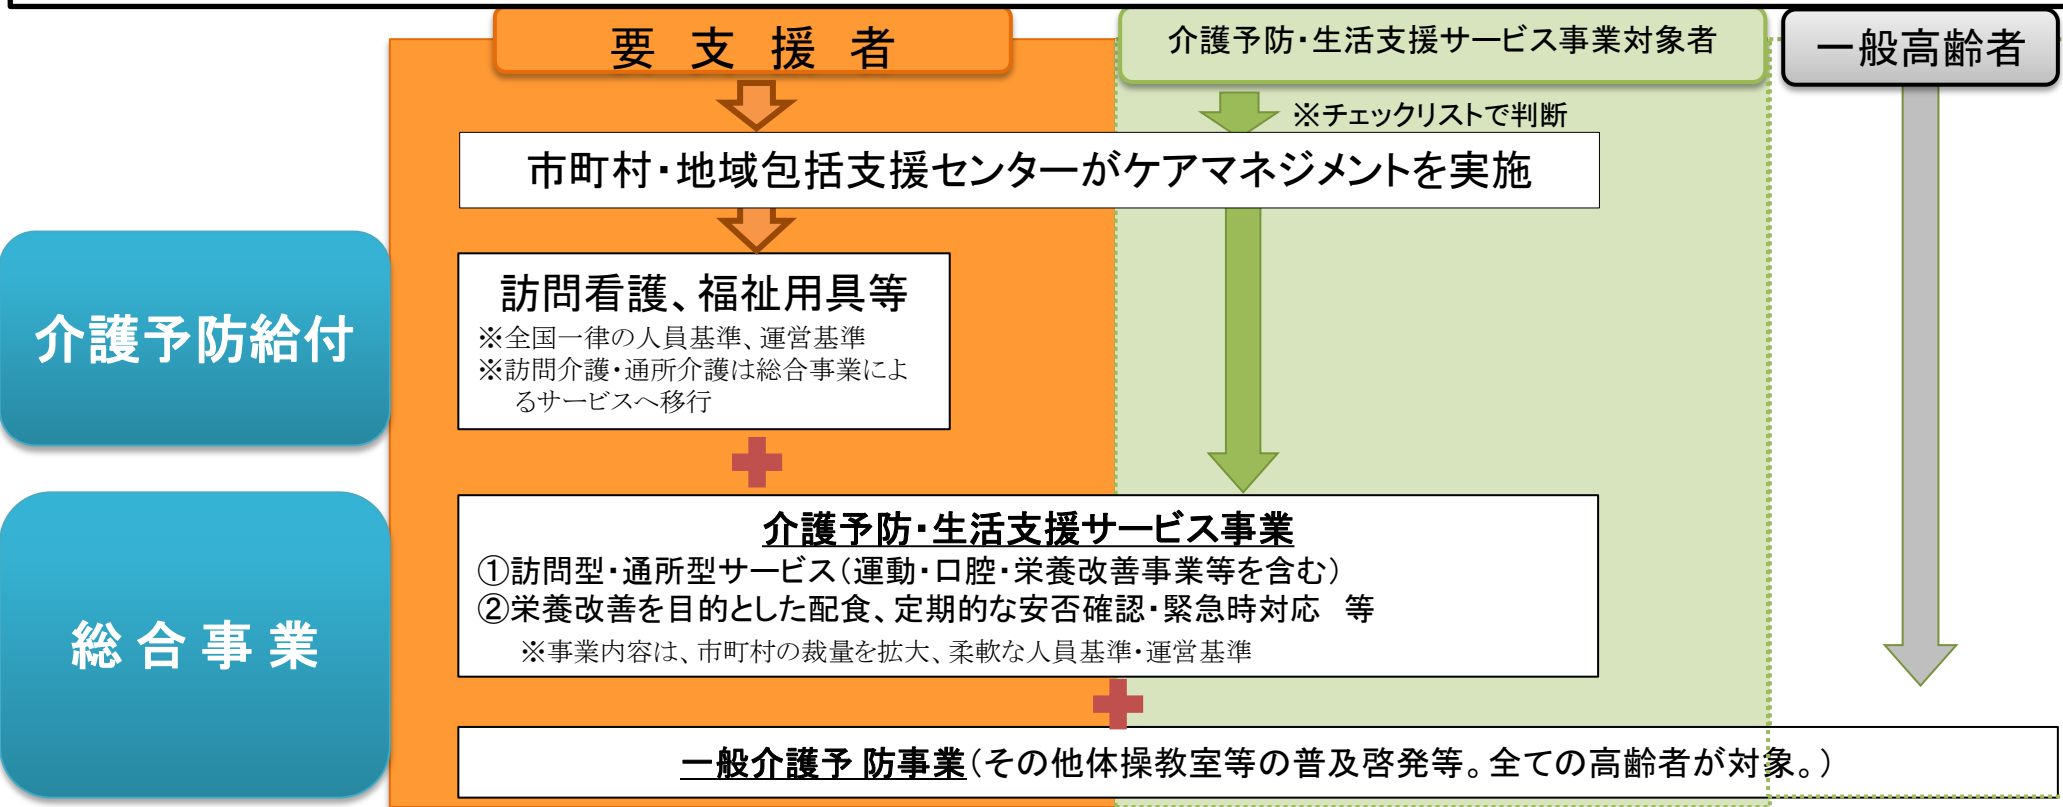 要 支 援 者
介護予防・生活支援サービス事業対象者
一般高齢者
※チェックリストで判断
市町村・地域包括支援センターがケアマネジメントを実施
介護予防給付
訪問看護、福祉用具等
※全国一律の人員基準、運営基準
※訪問介護・通所介護は総合事業によ
るサービスへ移行
総 合 事 業
介護予防・生活支援サービス事業
①訪問型・通所型サービス（運動・口腔・栄養改善事業等を含む）
②栄養改善を目的とした配食、定期的な安否確認・緊急時対応　等
※事業内容は、市町村の裁量を拡大、柔軟な人員基準・運営基準
一般介護予 防事業（その他体操教室等の普及啓発等。全ての高齢者が対象。）